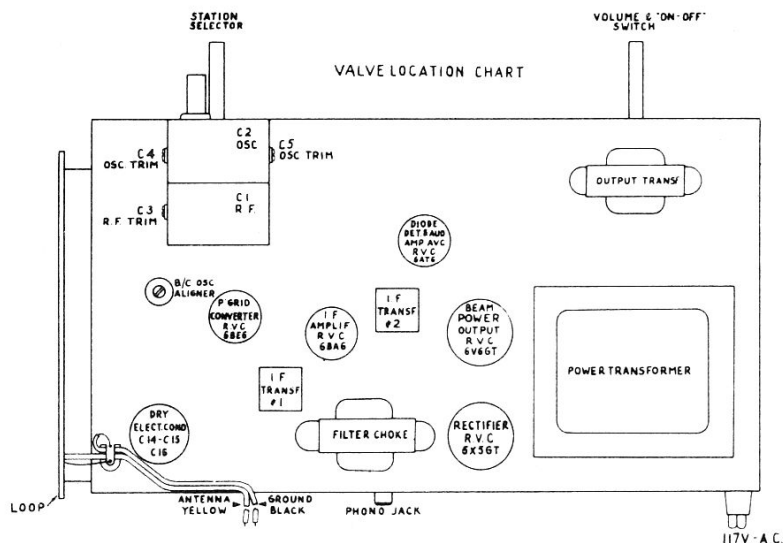 STATION
SELECTOR
VOLUME & "ON-OFF"
SWITCH
VALVE LOCATION CHART
C4
OSC TRIM
C2
OSC
C5
OSC TRIM
C3
R.F. TRIM
C1
R.F.
OUTPUT TRANSF
DIODE
DET & AUD
AMP AVC
R V C
6AT6
B/C OSC
ALIGNER
P'GRID
CONVERTER
R V C
6BE6
I F
AMPLIF
R V C
6BA6
I F
TRANSF
#2
BEAM
POWER
OUTPUT
R V C
6V6GT
POWER TRANSFORMER
I F
TRANSF
#1
DRY
ELECT. COND
C14-C15
C16
FILTER CHOKE
RECTIFIER
R.V.C
6X5GT
LOOP
ANTENNA
YELLOW
GROUND
BLACK
PHONO JACK
117V-A.C.